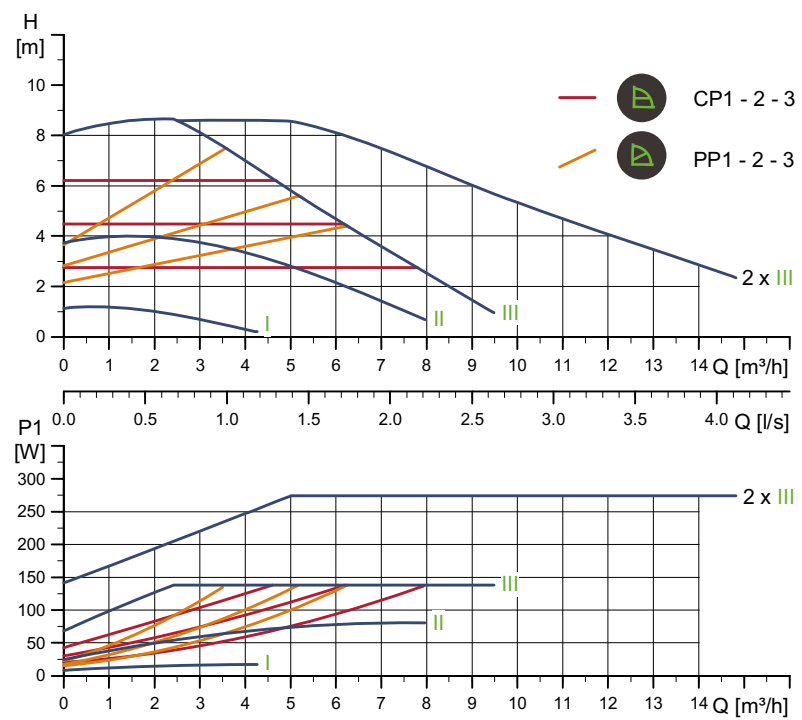 H
[m]
10
8
6
4
2
0
CP1 - 2 - 3
PP1 - 2 - 3
2 x III
I
II
III
0 1 2 3 4 5 6 7 8 9 10 11 12 13 14 Q [m³/h]
0.0 0.5 1.0 1.5 2.0 2.5 3.0 3.5 4.0 Q [l/s]
P1
[W]
300
250
200
150
100
50
0
2 x III
III
II
I
0 1 2 3 4 5 6 7 8 9 10 11 12 13 14 Q [m³/h]